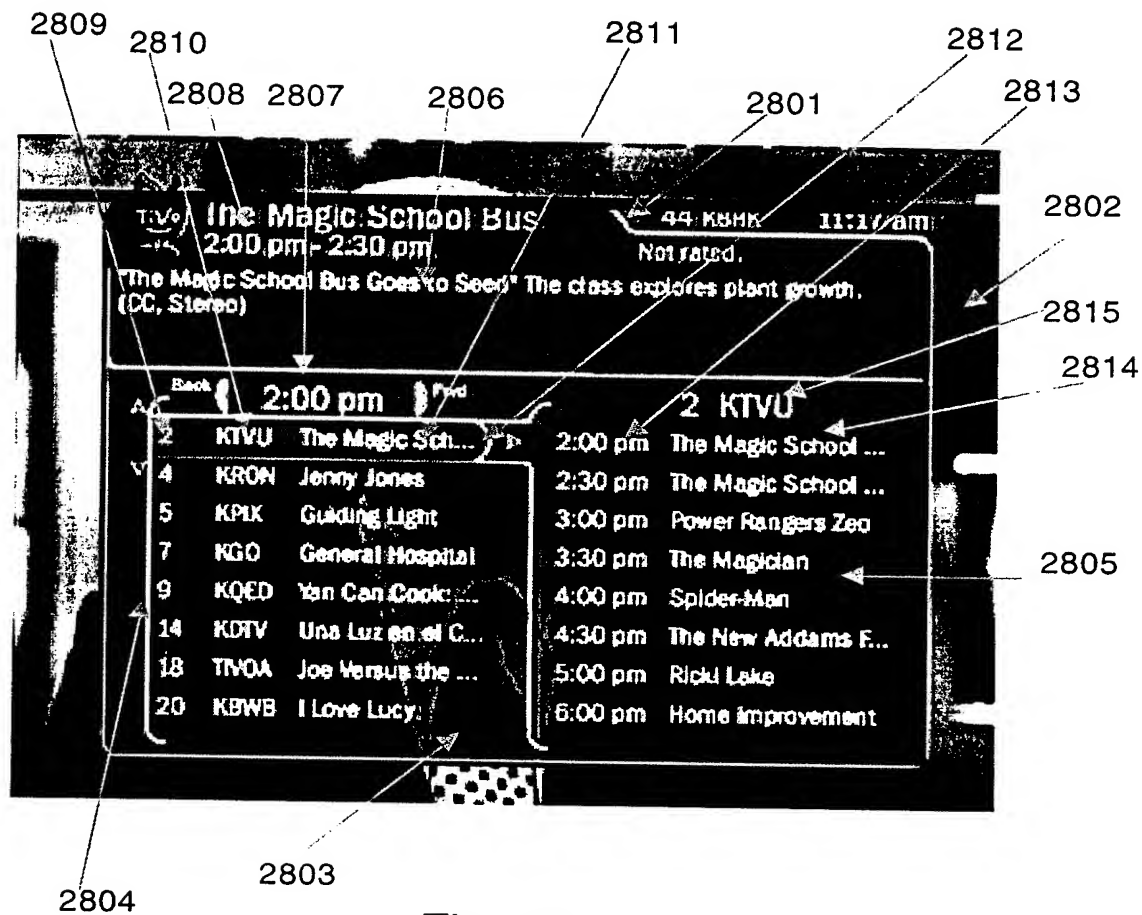 2809 2810 2811 2812
2808 2807 2806 2801 2813
TiVo The Magic School Bus 44 KBHK 11:17 am
2:00 pm - 2:30 pm Not rated.
2802
"The Magic School Bus Goes to Seed" The class explores plant growth.
(CC, Stereo)
2815
2814
Back 2:00 pm Fwd 2 KTVU
2 KTVU The Magic Sch... 2:00 pm The Magic School ...
4 KRON Jenny Jones 2:30 pm The Magic School ...
5 KPIX Guiding Light 3:00 pm Power Rangers Zeo
7 KGO General Hospital 3:30 pm The Magician
2805
9 KQED Yan Can Cook: ... 4:00 pm Spider-Man
14 KDTV Una Luz en el C... 4:30 pm The New Addams F...
18 TIVOA Joe Versus the ... 5:00 pm Ricki Lake
20 KBWB I Love Lucy 6:00 pm Home Improvement
2803
2804